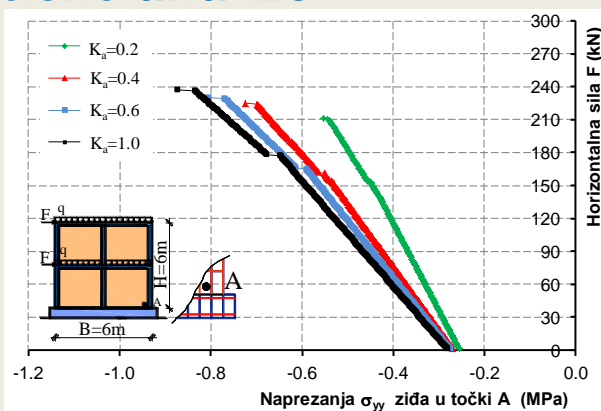 300
270
240
210
180
150
120
90
60
30
0
Horizontalna sila F (kN)
Kₐ=0.2
Kₐ=0.4
Kₐ=0.6
Kₐ=1.0
F q
F q
A
H=6m
B=6m
A
-1.2 -1.0 -0.8 -0.6 -0.4 -0.2 0.0
Naprezanja σyy ziđa u točki A (MPa)